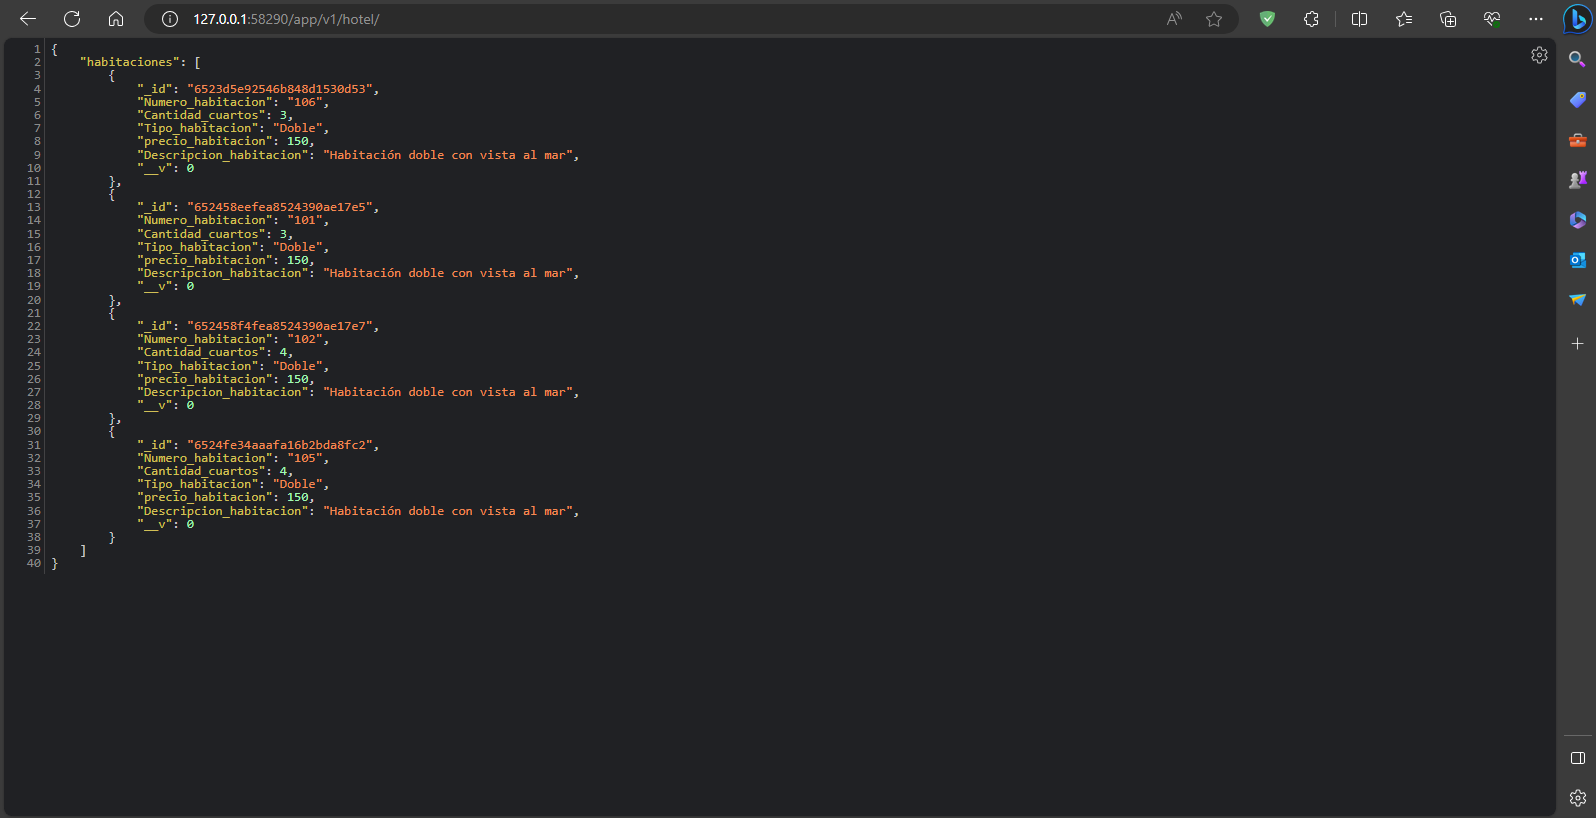 127.0.0.1:58290/app/v1/hotel/
1 {
2     "habitaciones": [
3         {
4             "_id": "6523d5e92546b848d1530d53",
5             "Numero_habitacion": "106",
6             "Cantidad_cuartos": 3,
7             "Tipo_habitacion": "Doble",
8             "precio_habitacion": 150,
9             "Descripcion_habitacion": "Habitación doble con vista al mar",
10             "__v": 0
11         },
12         {
13             "_id": "652458eefea8524390ae17e5",
14             "Numero_habitacion": "101",
15             "Cantidad_cuartos": 3,
16             "Tipo_habitacion": "Doble",
17             "precio_habitacion": 150,
18             "Descripcion_habitacion": "Habitación doble con vista al mar",
19             "__v": 0
20         },
21         {
22             "_id": "652458f4fea8524390ae17e7",
23             "Numero_habitacion": "102",
24             "Cantidad_cuartos": 4,
25             "Tipo_habitacion": "Doble",
26             "precio_habitacion": 150,
27             "Descripcion_habitacion": "Habitación doble con vista al mar",
28             "__v": 0
29         },
30         {
31             "_id": "6524fe34aaafa16b2bda8fc2",
32             "Numero_habitacion": "105",
33             "Cantidad_cuartos": 4,
34             "Tipo_habitacion": "Doble",
35             "precio_habitacion": 150,
36             "Descripcion_habitacion": "Habitación doble con vista al mar",
37             "__v": 0
38         }
39     ]
40 }